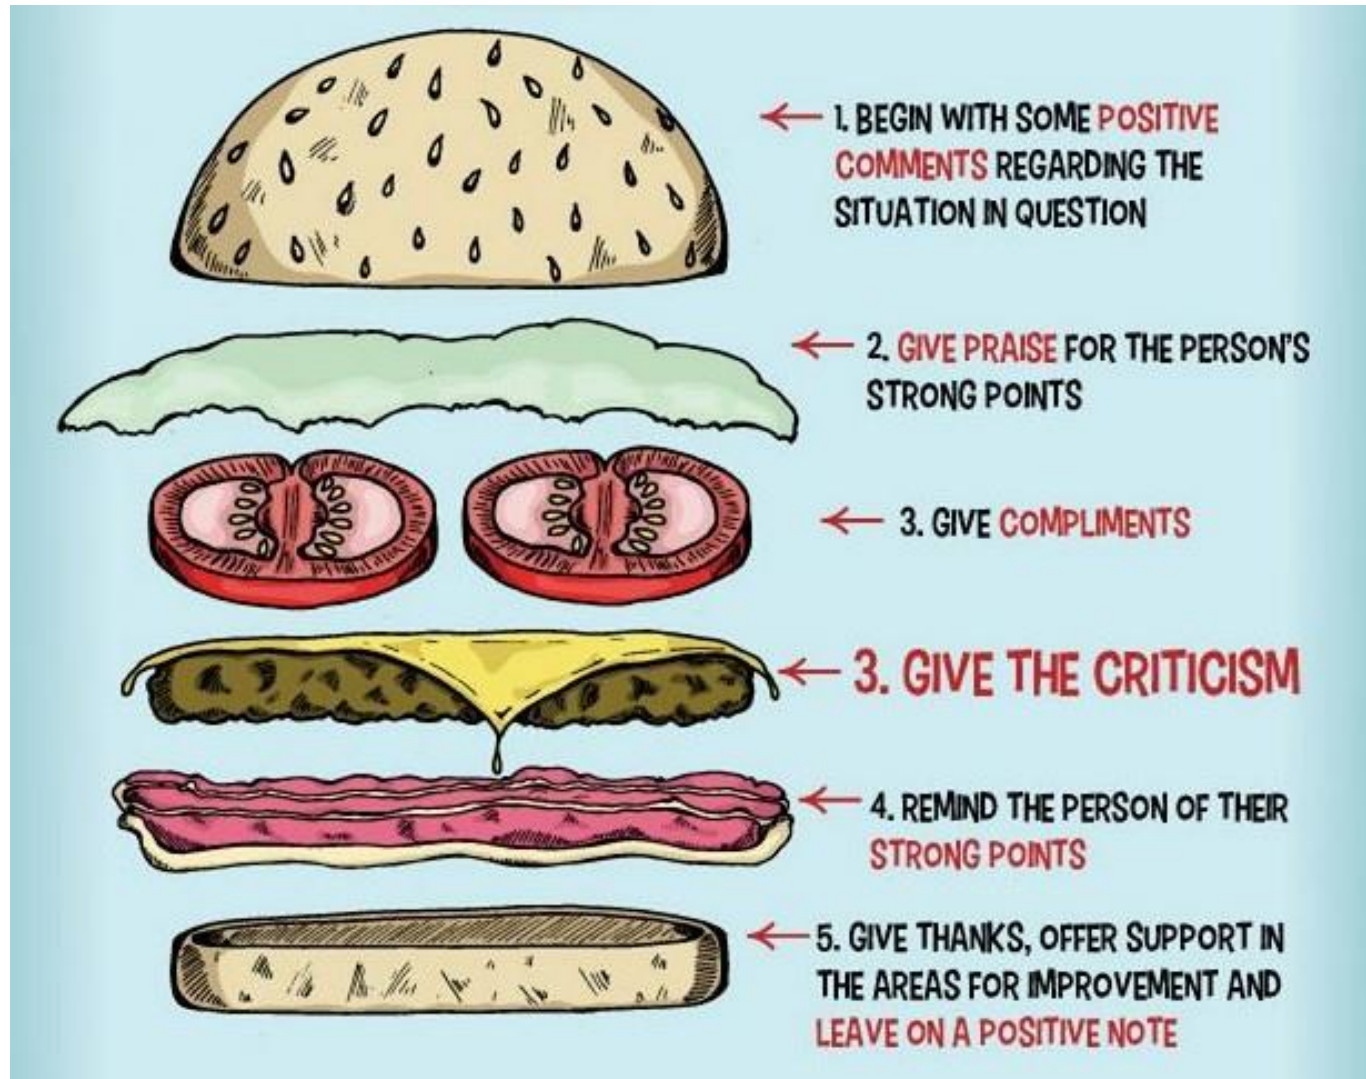 1. BEGIN WITH SOME POSITIVE
COMMENTS REGARDING THE
SITUATION IN QUESTION
2. GIVE PRAISE FOR THE PERSON'S
STRONG POINTS
3. GIVE COMPLIMENTS
3. GIVE THE CRITICISM
4. REMIND THE PERSON OF THEIR
STRONG POINTS
5. GIVE THANKS, OFFER SUPPORT IN
THE AREAS FOR IMPROVEMENT AND
LEAVE ON A POSITIVE NOTE